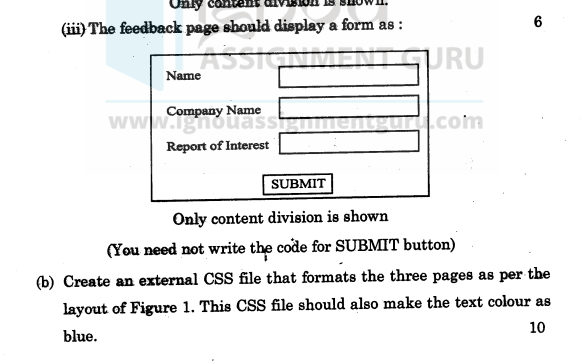 Only content division is shown.
(iii) The feedback page should display a form as : 6
ASSIGNMENT GURU
Name
Company Name
www.ignouassignmentguru.com
Report of Interest
SUBMIT
Only content division is shown
(You need not write the code for SUBMIT button)
(b) Create an external CSS file that formats the three pages as per the
layout of Figure 1. This CSS file should also make the text colour as
blue. 10